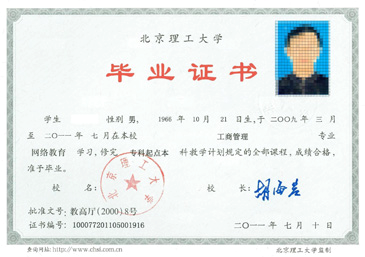 北京理工大学
毕业证书
学生 性别 男, 1966 年 10 月 21 日生,于 二〇〇九 年 三 月
至 二〇一一 年 七 月在本校 工商管理 专业
网络教育 学习,修完 专科起点本 科教学计划规定的全部课程,成绩合格,
准予毕业。
校 名: 校 长:
北京理工大学
批准文号:教高厅(2000)8号
证书编号:100077201105001916 二〇一一 年 七 月 十 日
查询网址:http://www.chsi.com.cn 北京理工大学监制